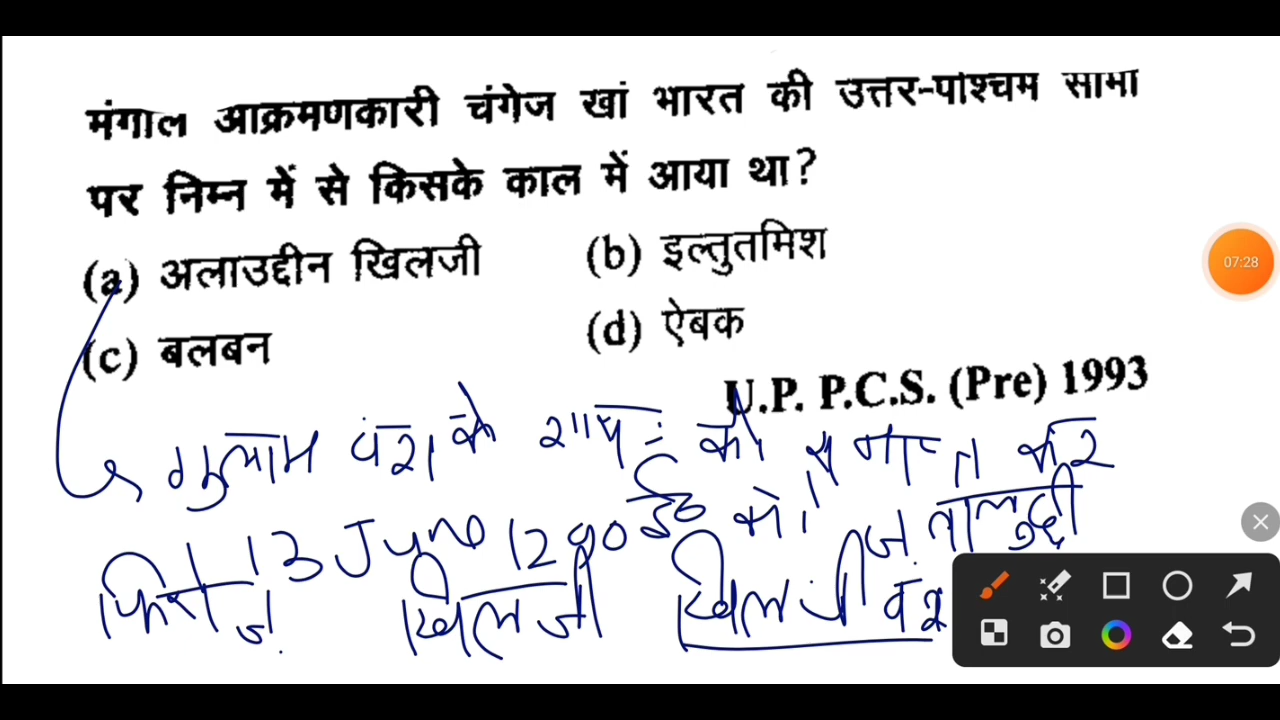 मंगोल आक्रमणकारी चंगेज खां भारत की उत्तर-पश्चिम सीमा
पर निम्न में से किसके काल में आया था?
(a) अलाउद्दीन खिलजी (b) इल्तुतमिश
(c) बलबन (d) ऐबक
U.P. P.C.S. (Pre) 1993
गुलाम वंश के को समाप्त कर
13 June 1290 ई० को जलालुद्दी
फिरोज खिलजी खिलजी वंश
07:28